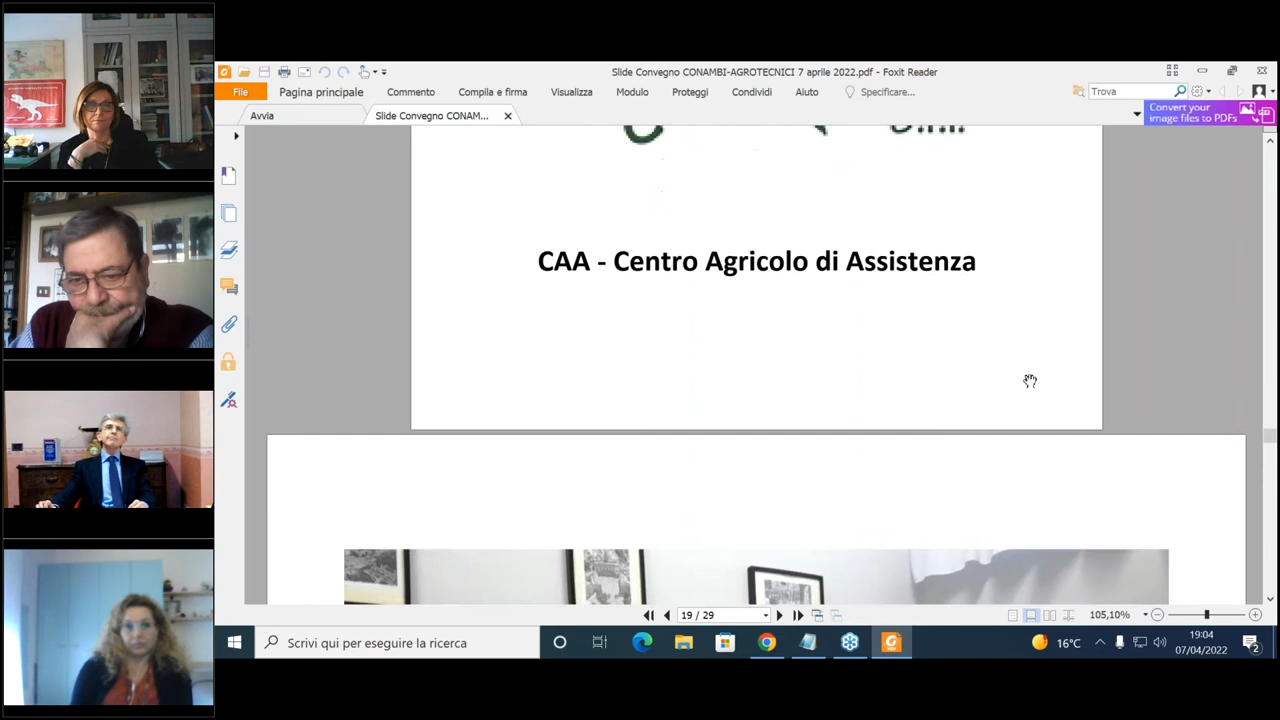 Slide Convegno CONAMBI-AGROTECNICI 7 aprile 2022.pdf - Foxit Reader
File Pagina principale Commento Compila e firma Visualizza Modulo Proteggi Condividi Aiuto Specificare... Trova
Avvia Slide Convegno CONAM... Convert your
image files to PDFs
CAA - Centro Agricolo di Assistenza
19 / 29 105,10%
Scrivi qui per eseguire la ricerca 16°C 19:04
07/04/2022 2